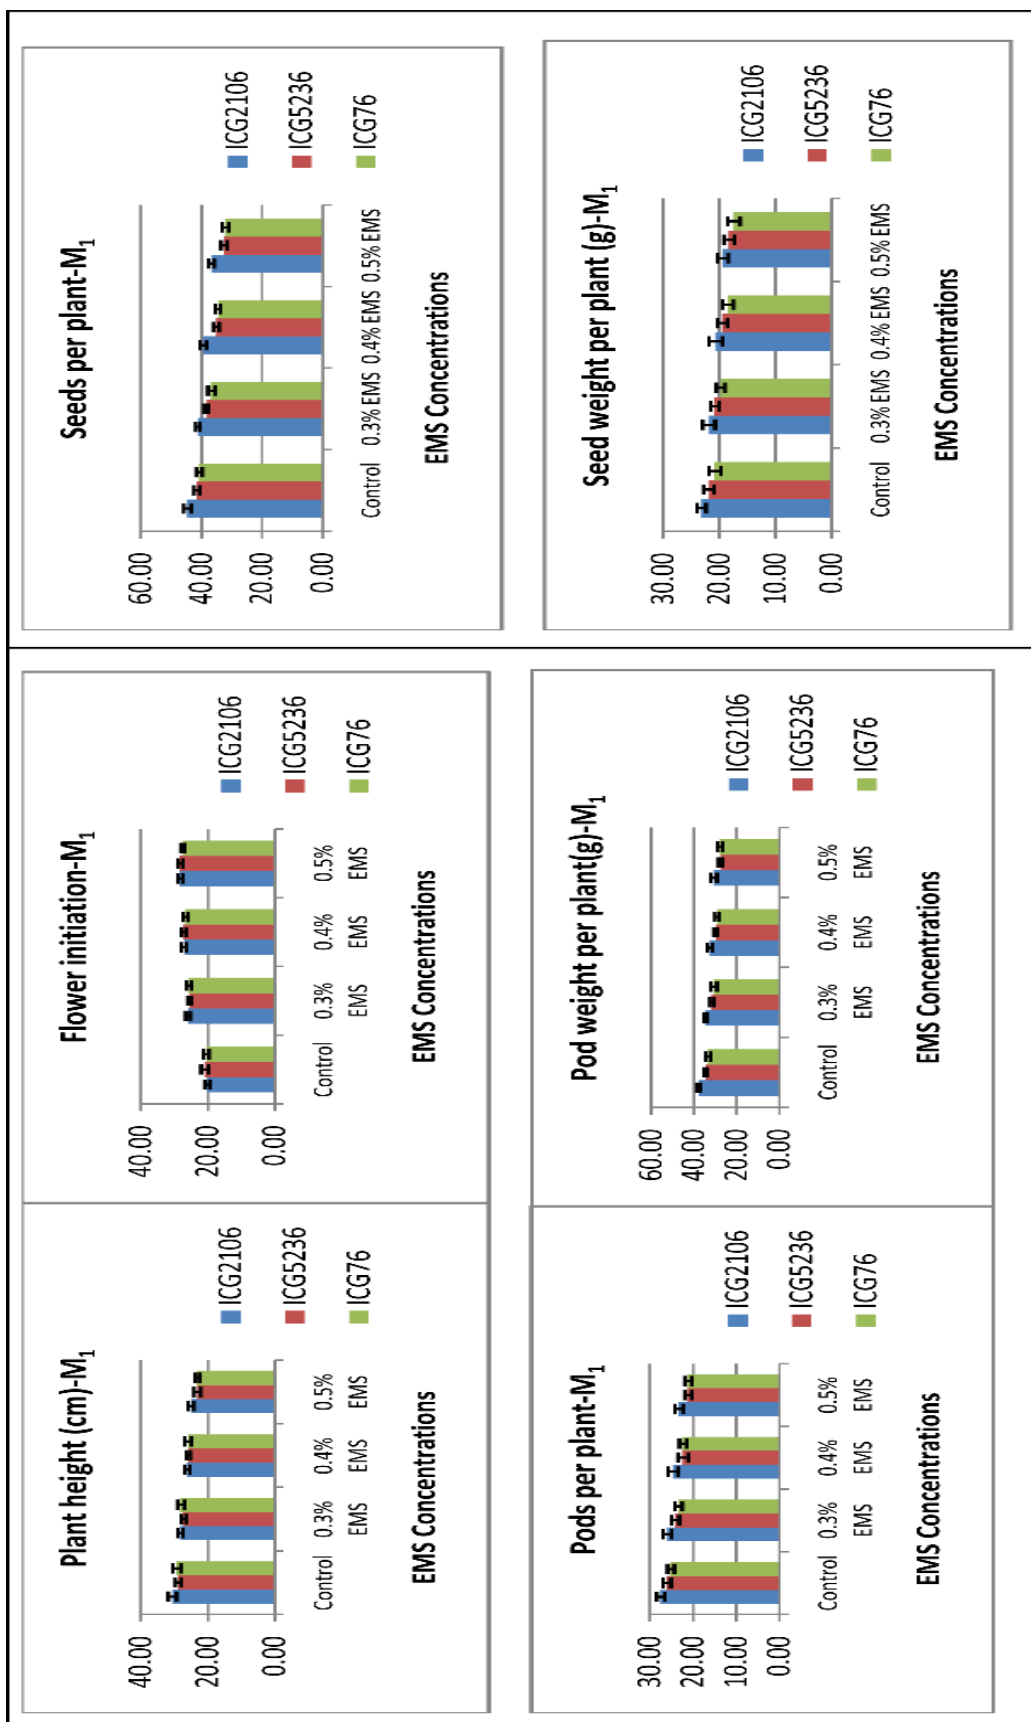 Plant height (cm)-M1
40.00
20.00
0.00
Control
0.3% EMS
0.4% EMS
0.5% EMS
EMS Concentrations
ICG2106
ICG5236
ICG76
Flower initiation-M1
40.00
20.00
0.00
Control
0.3% EMS
0.4% EMS
0.5% EMS
EMS Concentrations
ICG2106
ICG5236
ICG76
Seeds per plant-M1
60.00
40.00
20.00
0.00
Control 0.3% EMS 0.4% EMS 0.5% EMS
EMS Concentrations
ICG2106
ICG5236
ICG76
Pods per plant-M1
30.00
20.00
10.00
0.00
Control
0.3% EMS
0.4% EMS
0.5% EMS
EMS Concentrations
ICG2106
ICG5236
ICG76
Pod weight per plant(g)-M1
60.00
40.00
20.00
0.00
Control
0.3% EMS
0.4% EMS
0.5% EMS
EMS Concentrations
ICG2106
ICG5236
ICG76
Seed weight per plant (g)-M1
30.00
20.00
10.00
0.00
Control 0.3% EMS 0.4% EMS 0.5% EMS
EMS Concentrations
ICG2106
ICG5236
ICG76